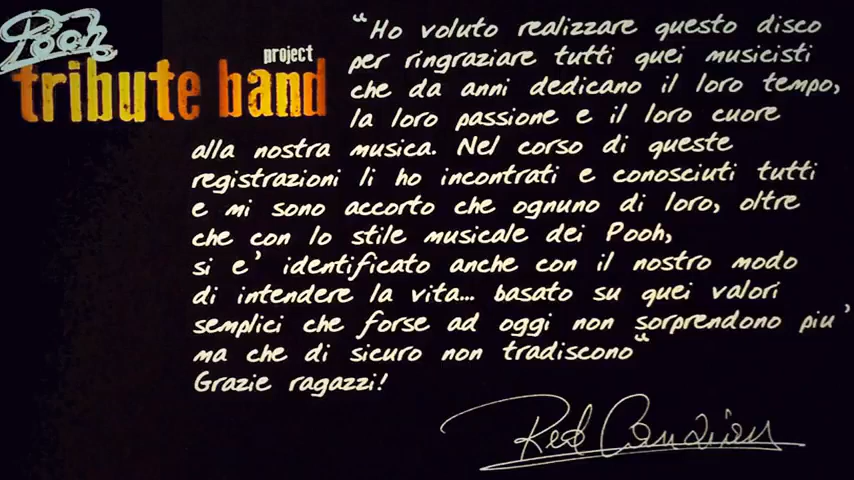 Pooh
project
tribute band
"Ho voluto realizzare questo disco
per ringraziare tutti quei musicisti
che da anni dedicano il loro tempo,
la loro passione e il loro cuore
alla nostra musica. Nel corso di queste
registrazioni li ho incontrati e conosciuti tutti
e mi sono accorto che ognuno di loro, oltre
che con lo stile musicale dei Pooh,
si e' identificato anche con il nostro modo
di intendere la vita... basato su quei valori
semplici che forse ad oggi non sorprendono piu'
ma che di sicuro non tradiscono"
Grazie ragazzi!
Red Canzian